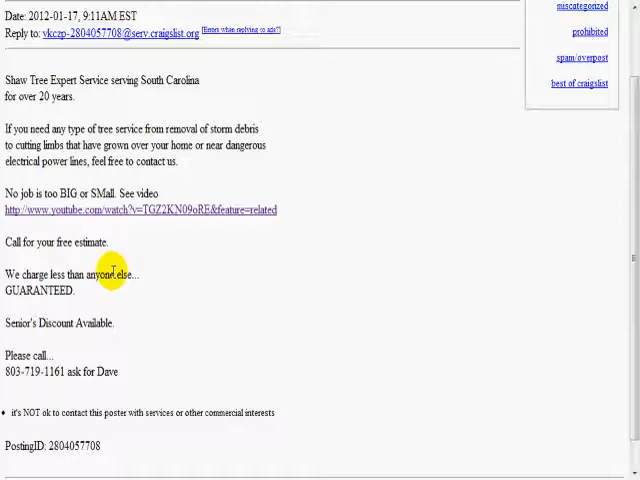 Date: 2012-01-17, 9:11AM EST
Reply to: vkczp-2804057708@serv.craigslist.org [Errors when replying to ads?]
miscategorized
prohibited
spam/overpost
best of craigslist
Shaw Tree Expert Service serving South Carolina
for over 20 years.
If you need any type of tree service from removal of storm debris
to cutting limbs that have grown over your home or near dangerous
electrical power lines, feel free to contact us.
No job is too BIG or SMall. See video
http://www.youtube.com/watch?v=TGZ2KN09oRE&feature=related
Call for your free estimate.
We charge less than anyone else...
GUARANTEED.
Senior's Discount Available.
Please call...
803-719-1161 ask for Dave
• it's NOT ok to contact this poster with services or other commercial interests
PostingID: 2804057708